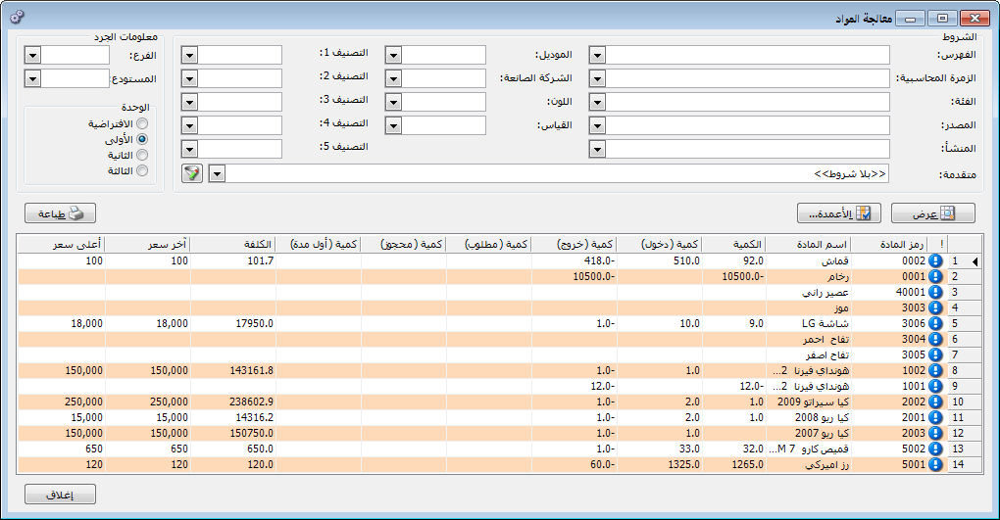 معالجة المواد
الشروط
الفهرس:
الموديل:
التصنيف 1:
الزمرة المحاسبية:
الشركة الصانعة:
التصنيف 2:
الفئة:
اللون:
التصنيف 3:
المصدر:
القياس:
التصنيف 4:
المنشأ:
التصنيف 5:
متقدمة:
<<بلا شروط>>
معلومات الجرد
الفرع:
المستودع:
الوحدة
الافتراضية
الأولى
الثانية
الثالثة
عرض
الأعمدة...
طباعة
! رمز المادة اسم المادة الكمية كمية (دخول) كمية (خروج) كمية (مطلوب) كمية (محجوز) كمية (أول مدة) الكلفة آخر سعر أعلى سعر
1 0002 قماش 92.0 510.0 -418.0 101.7 100 100
2 0001 رخام -10500.0 -10500.0
3 40001 عصير راني
4 3003 موز
5 3006 شاشة LG 9.0 10.0 -1.0 17950.0 18,000 18,000
6 3004 تفاح احمر
7 3005 تفاح اصفر
8 1002 هونداي فيرنا 2... 1.0 -1.0 143161.8 150,000 150,000
9 1001 هونداي فيرنا 2... -12.0 -12.0
10 2002 كيا سيراتو 2009 1.0 2.0 -1.0 238602.9 250,000 250,000
11 2001 كيا ريو 2008 1.0 2.0 -1.0 14316.2 15,000 15,000
12 2003 كيا ريو 2007 1.0 -1.0 150750.0 150,000 150,000
13 5002 قميص كارو M 7... 32.0 33.0 -1.0 650.0 650 650
14 5001 رز اميركي 1265.0 1325.0 -60.0 120.0 120 120
إغلاق